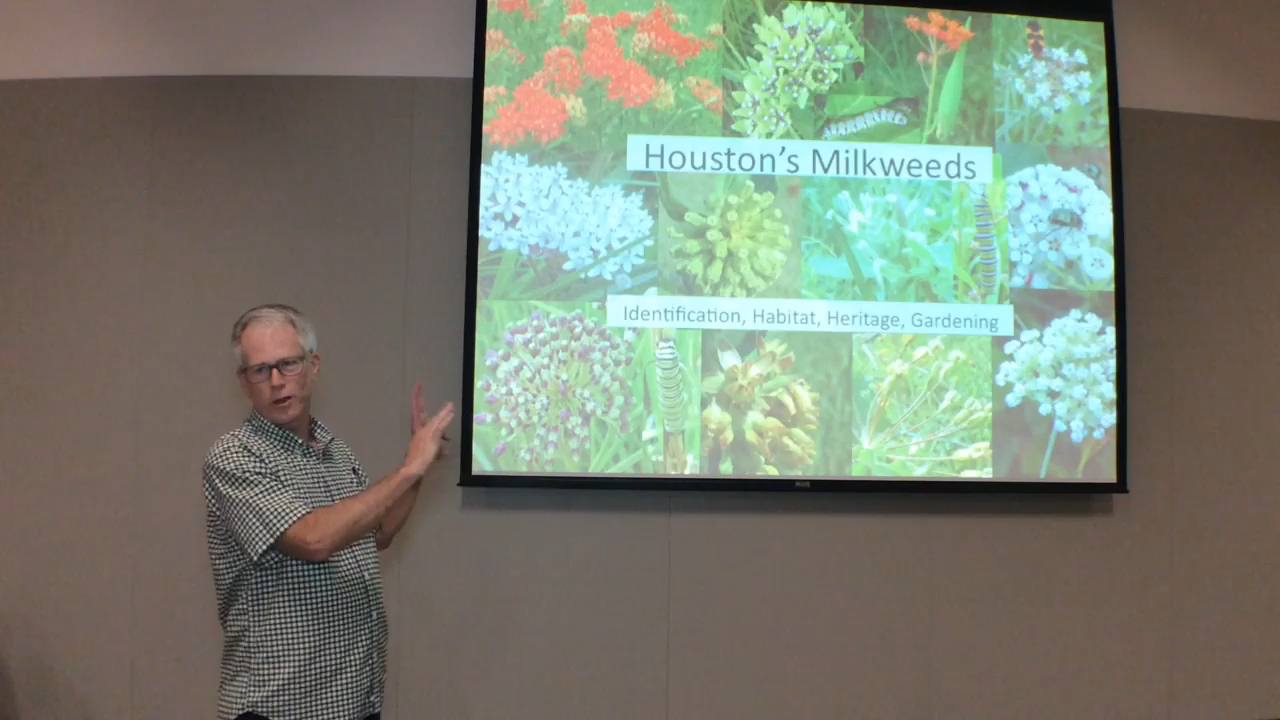 Houston's Milkweeds
Identification, Habitat, Heritage, Gardening